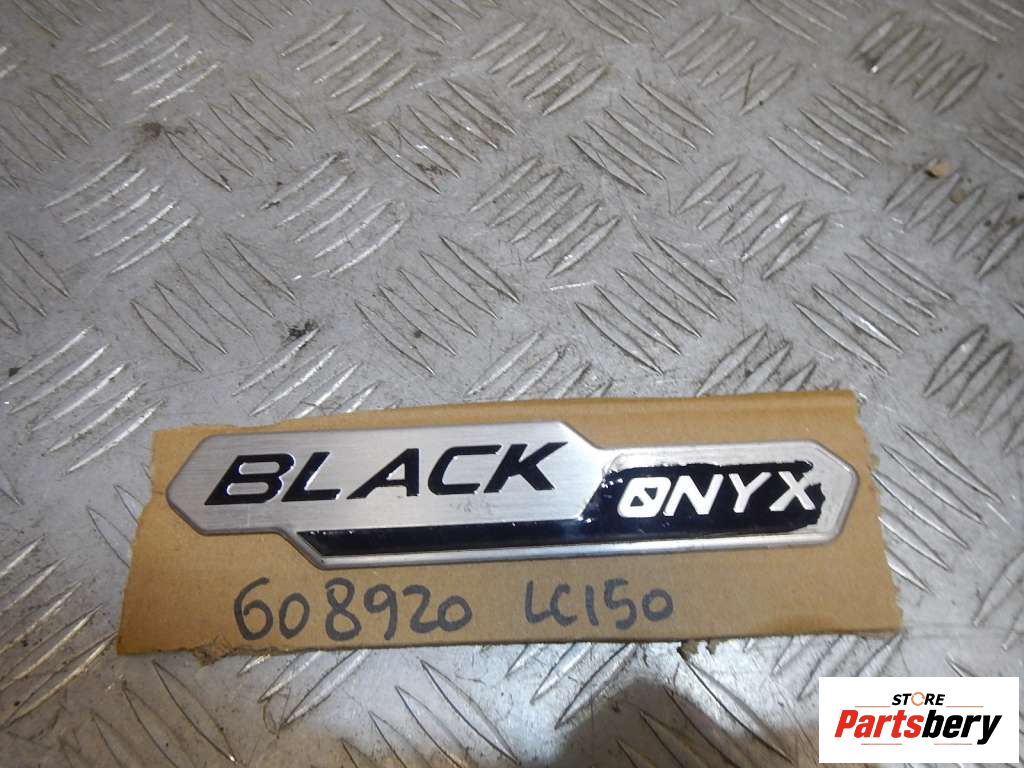 BLACK ONYX
608920 LC150
STORE
Partsbery